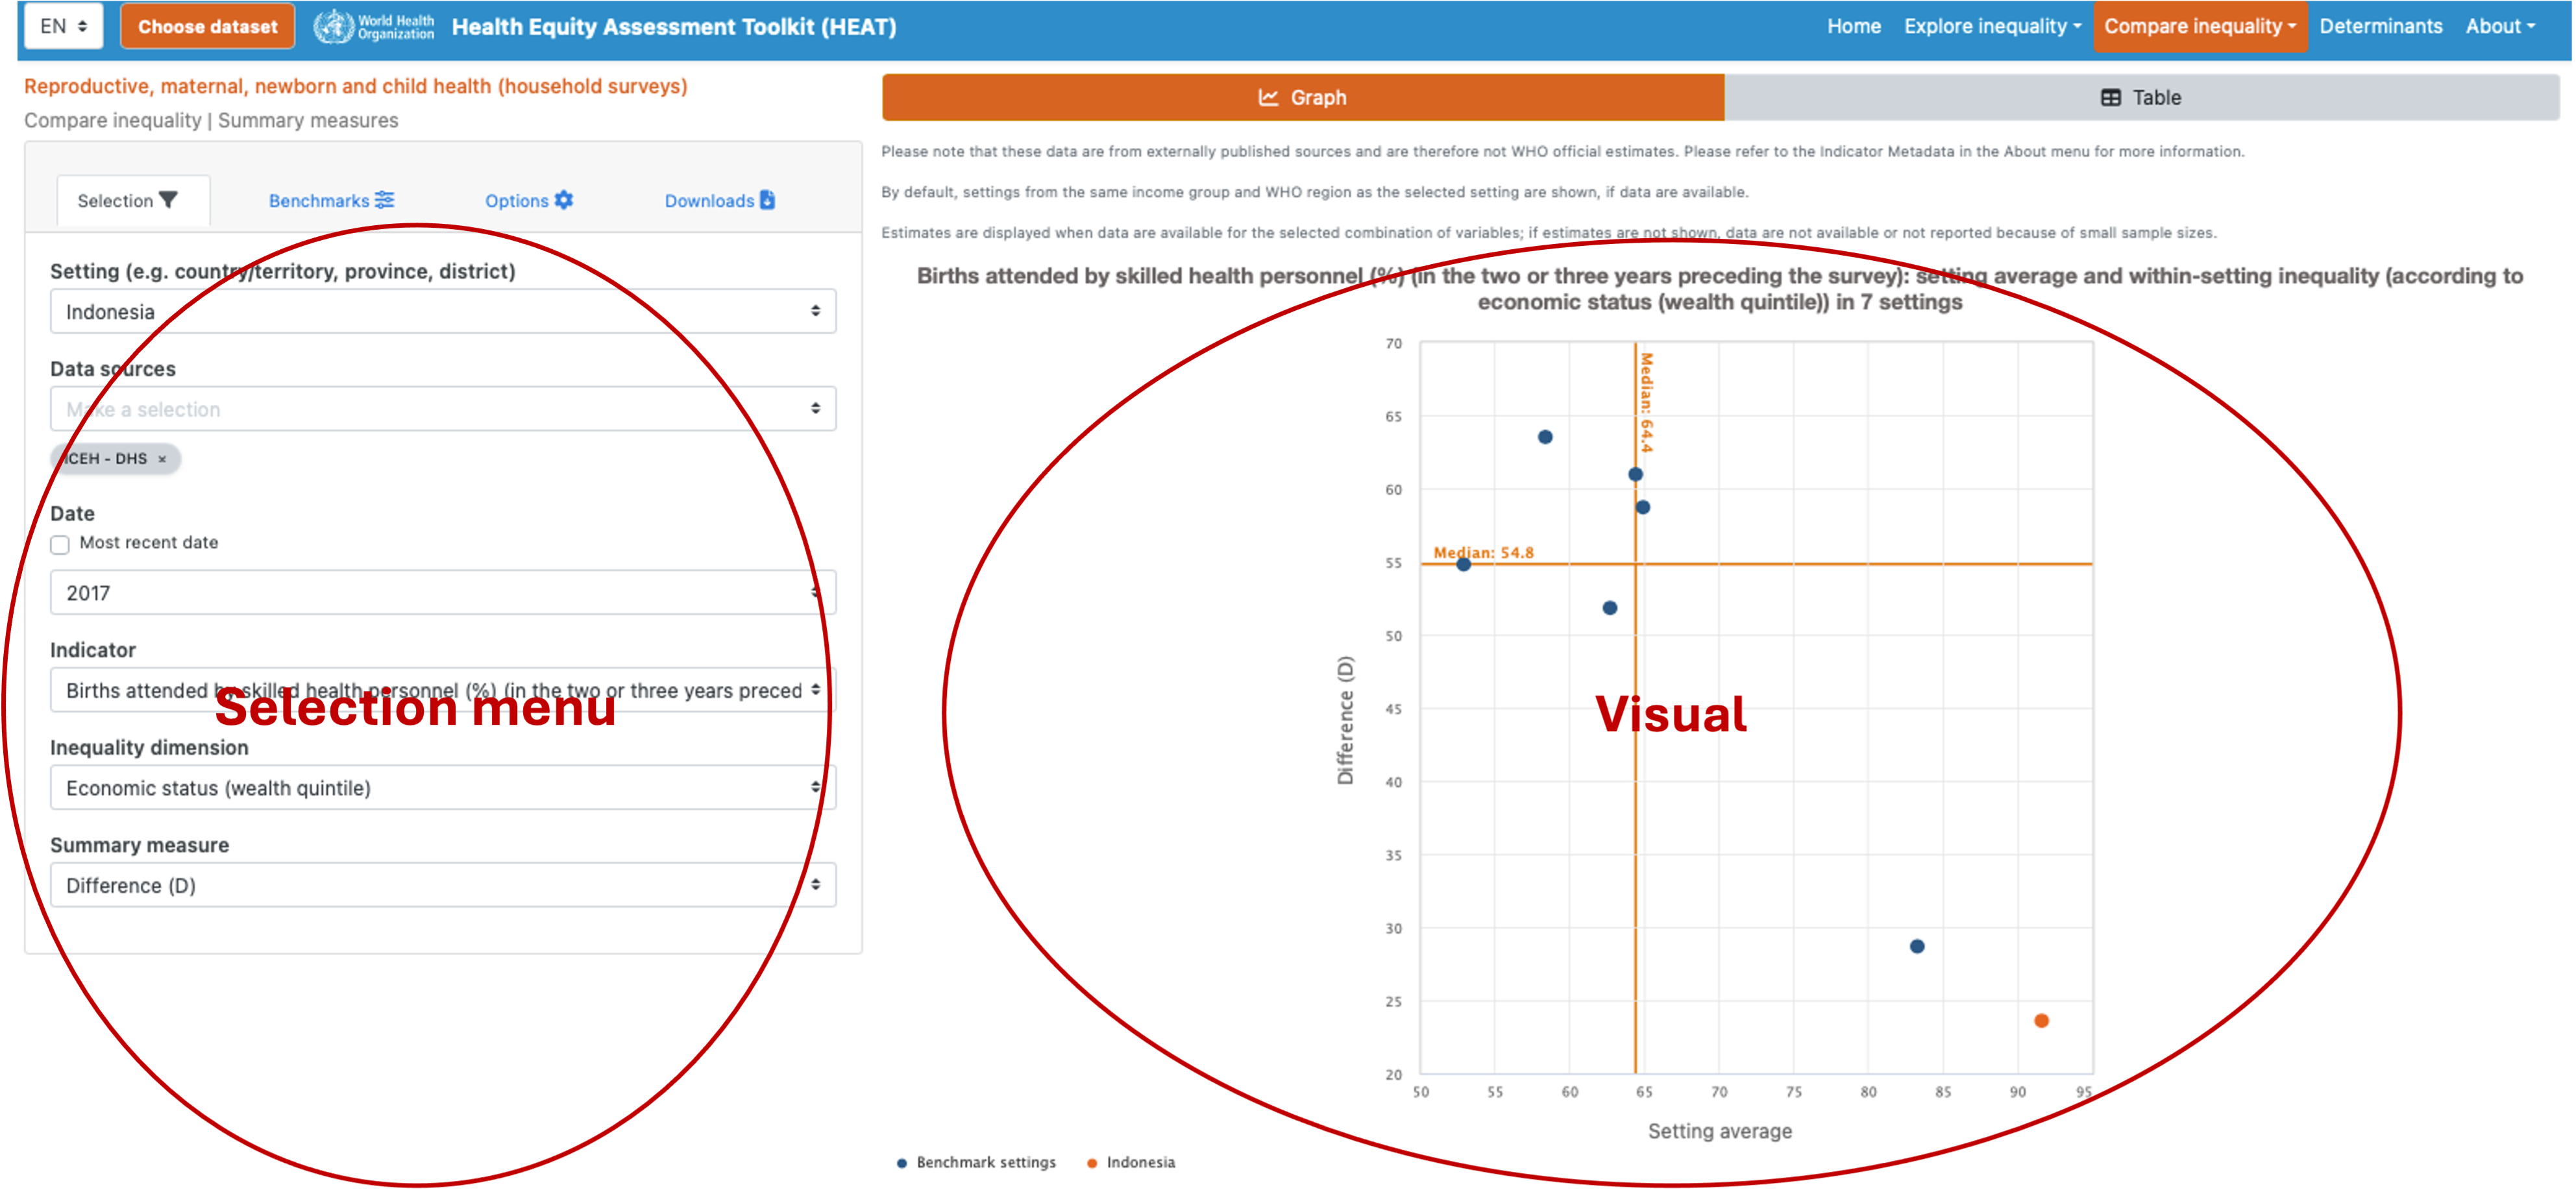 EN
Choose dataset
World Health
Organization
Health Equity Assessment Toolkit (HEAT)
Home
Explore inequality
Compare inequality
Determinants
About
Reproductive, maternal, newborn and child health (household surveys)
Compare inequality | Summary measures
Selection
Benchmarks
Options
Downloads
Setting (e.g. country/territory, province, district)
Indonesia
Data sources
Make a selection
ICEH - DHS ×
Date
Most recent date
2017
Indicator
Births attended by skilled health personnel (%) (in the two or three years preced
Selection menu
Inequality dimension
Economic status (wealth quintile)
Summary measure
Difference (D)
Graph
Table
Please note that these data are from externally published sources and are therefore not WHO official estimates. Please refer to the Indicator Metadata in the About menu for more information.
By default, settings from the same income group and WHO region as the selected setting are shown, if data are available.
Estimates are displayed when data are available for the selected combination of variables; if estimates are not shown, data are not available or not reported because of small sample sizes.
Births attended by skilled health personnel (%) (in the two or three years preceding the survey): setting average and within-setting inequality (according to
economic status (wealth quintile)) in 7 settings
70
65
60
55
50
45
40
35
30
25
20
Difference (D)
Median: 64.4
Median: 54.8
Visual
50
55
60
65
70
75
80
85
90
95
Setting average
Benchmark settings
Indonesia